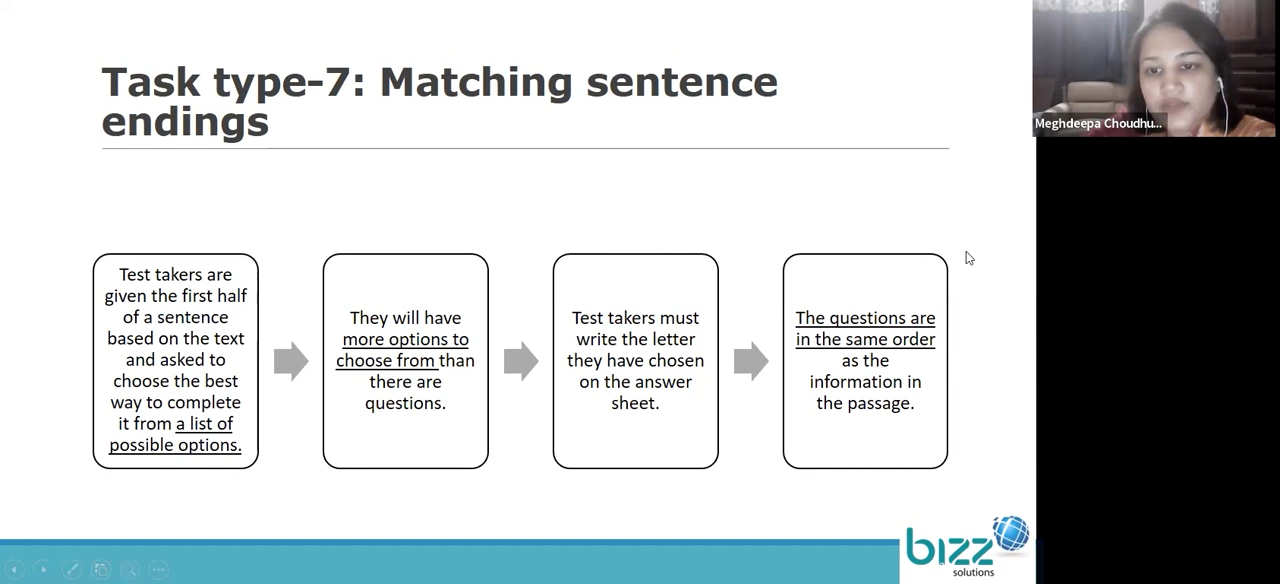 Task type-7: Matching sentence
endings
Meghdeepa Choudhu...
Test takers are
given the first half
of a sentence
based on the text
and asked to
choose the best
way to complete
it from a list of
possible options.
They will have
more options to
choose from than
there are
questions.
Test takers must
write the letter
they have chosen
on the answer
sheet.
The questions are
in the same order
as the
information in
the passage.
bizz
solutions